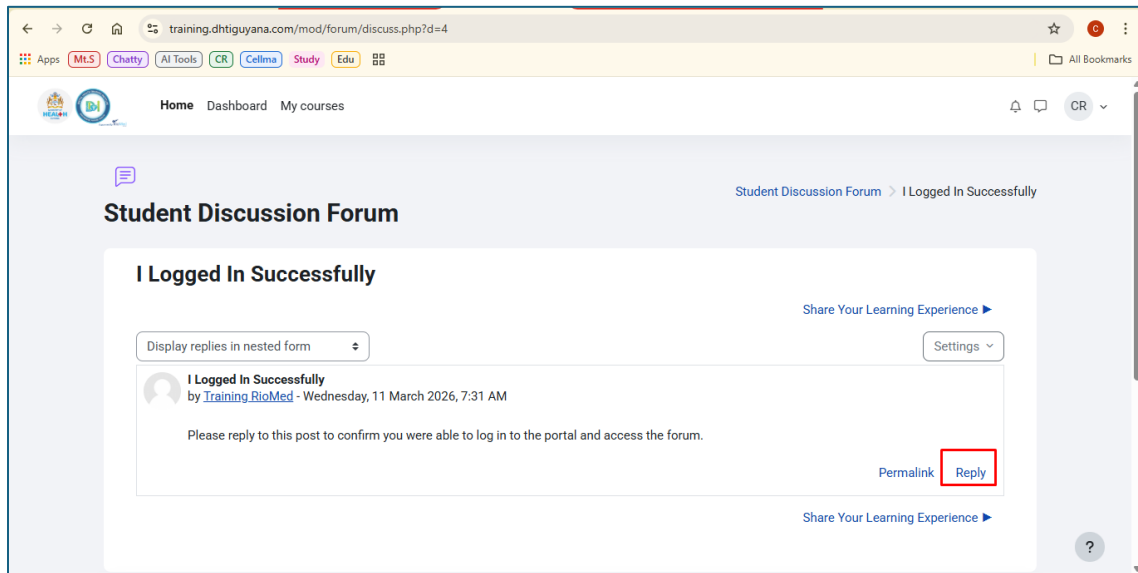 training.dhtiguyana.com/mod/forum/discuss.php?d=4
C
Apps Mt.S Chatty AI Tools CR Cellma Study Edu All Bookmarks
HEALTH
Home Dashboard My courses CR
Student Discussion Forum I Logged In Successfully
Student Discussion Forum
I Logged In Successfully
Share Your Learning Experience ▶
Display replies in nested form Settings
I Logged In Successfully
by Training RioMed - Wednesday, 11 March 2026, 7:31 AM
Please reply to this post to confirm you were able to log in to the portal and access the forum.
Permalink Reply
Share Your Learning Experience ▶
?